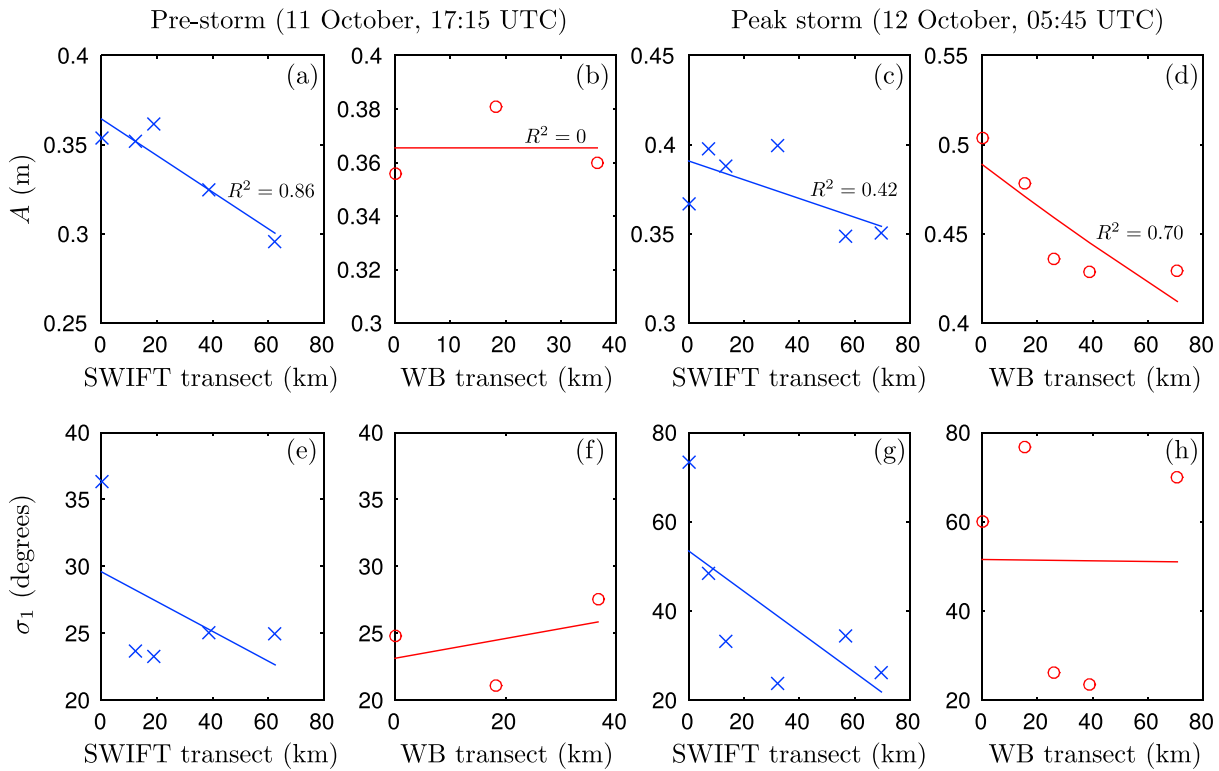 Pre-storm (11 October, 17:15 UTC)
Peak storm (12 October, 05:45 UTC)
A (m)
0.4
0.35
0.3
0.25
(a)
R² = 0.86
0 20 40 60 80
SWIFT transect (km)
0.4
0.38
0.36
0.34
0.32
0.3
(b)
R² = 0
0 10 20 30 40
WB transect (km)
0.45
0.4
0.35
0.3
(c)
R² = 0.42
0 20 40 60 80
SWIFT transect (km)
0.55
0.5
0.45
0.4
(d)
R² = 0.70
0 20 40 60 80
WB transect (km)
σ₁ (degrees)
40
35
30
25
20
(e)
0 20 40 60 80
SWIFT transect (km)
40
35
30
25
20
(f)
0 20 40
WB transect (km)
80
60
40
20
(g)
0 20 40 60 80
SWIFT transect (km)
80
60
40
20
(h)
0 20 40 60 80
WB transect (km)